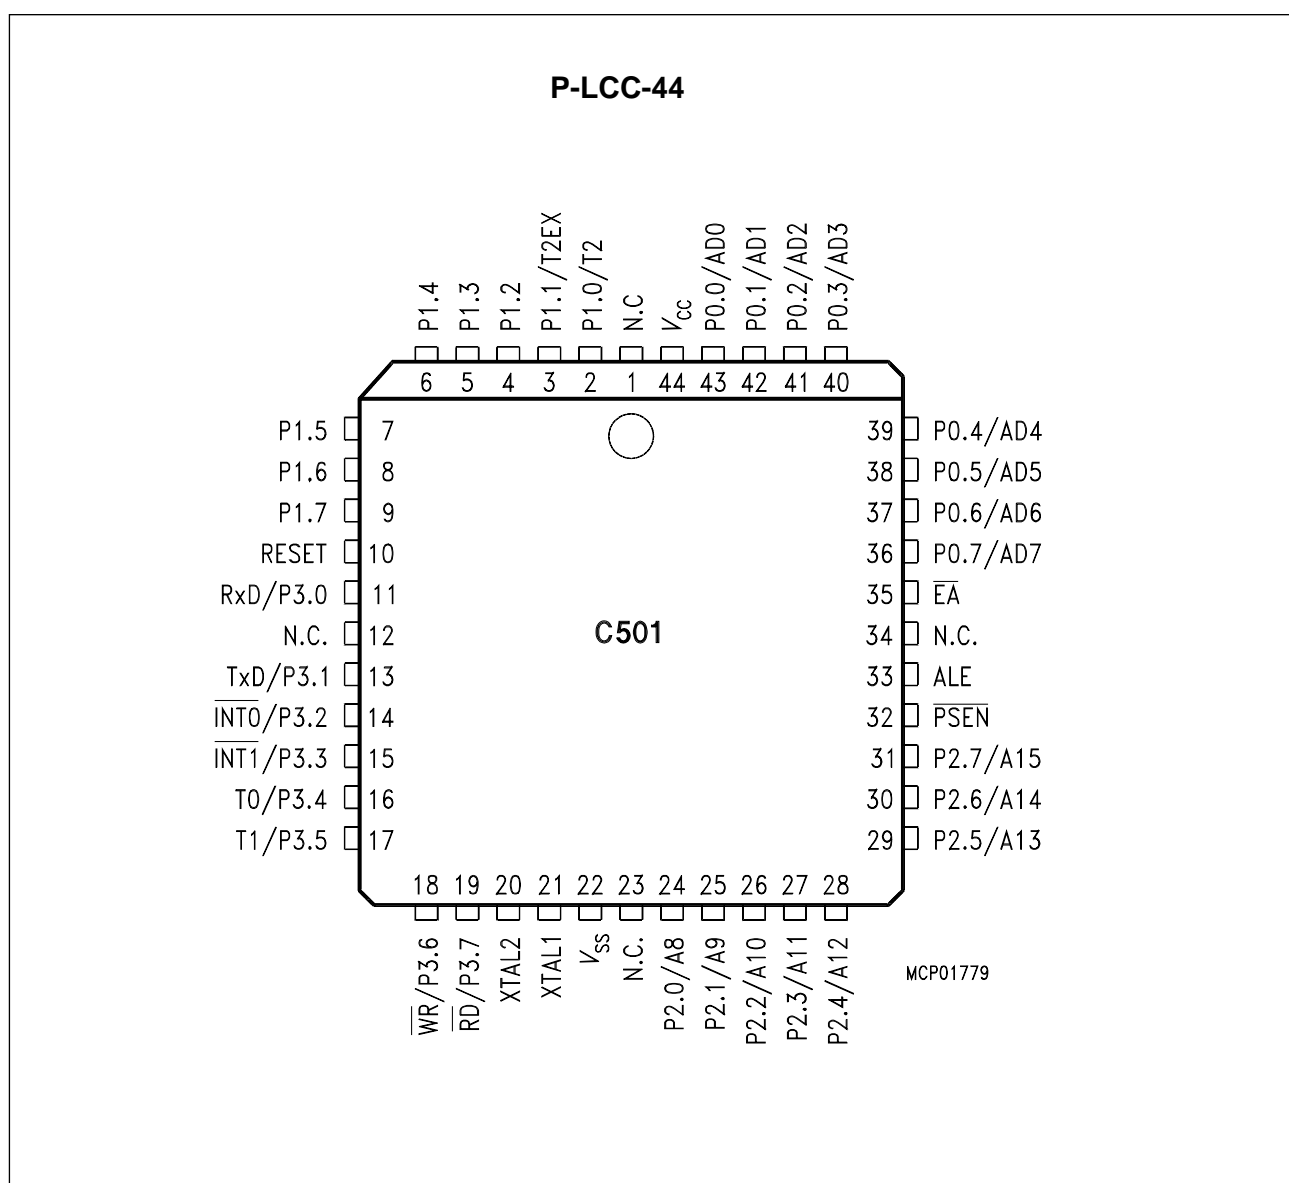 P-LCC-44
P1.4
P1.3
P1.2
P1.1/T2EX
P1.0/T2
N.C
VCC
P0.0/AD0
P0.1/AD1
P0.2/AD2
P0.3/AD3
6 5 4 3 2 1 44 43 42 41 40
P1.5 7 39 P0.4/AD4
P1.6 8 38 P0.5/AD5
P1.7 9 37 P0.6/AD6
RESET 10 36 P0.7/AD7
RxD/P3.0 11 35 E̅A̅
N.C. 12 C501 34 N.C.
TxD/P3.1 13 33 ALE
I̅N̅T̅0̅/P3.2 14 32 P̅S̅E̅N̅
I̅N̅T̅1̅/P3.3 15 31 P2.7/A15
T0/P3.4 16 30 P2.6/A14
T1/P3.5 17 29 P2.5/A13
18 19 20 21 22 23 24 25 26 27 28
W̅R̅/P3.6
R̅D̅/P3.7
XTAL2
XTAL1
VSS
N.C.
P2.0/A8
P2.1/A9
P2.2/A10
P2.3/A11
P2.4/A12
MCP01779